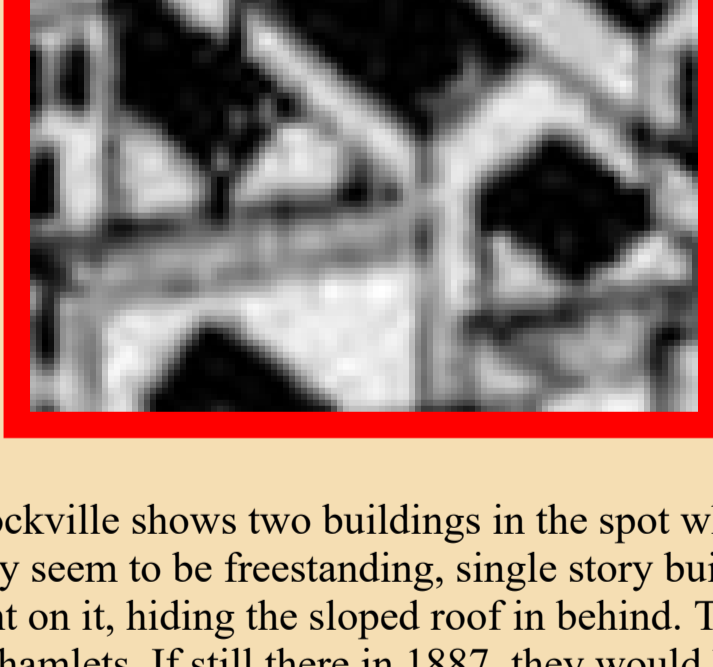 ockville shows two buildings in the spot w
y seem to be freestanding, single story bui
nt on it, hiding the sloped roof in behind. T
hamlets. If still there in 1887, they would